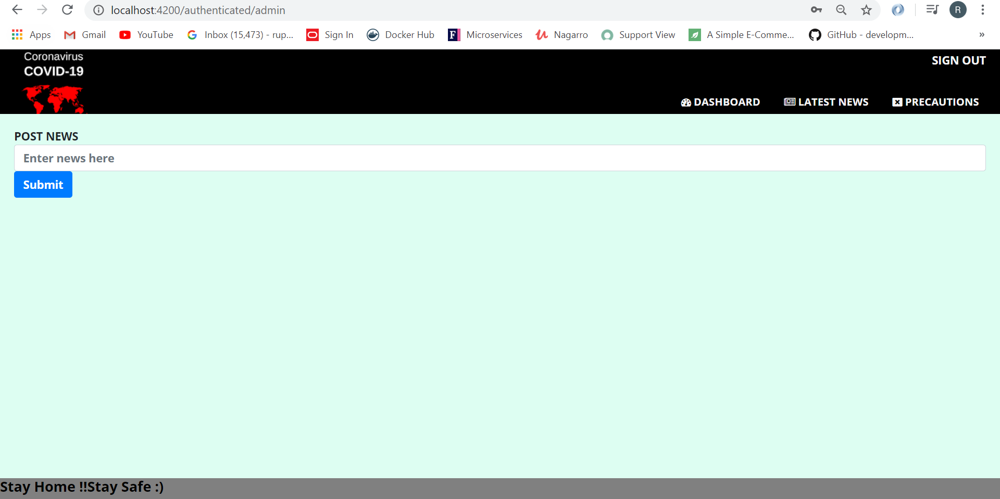 localhost:4200/authenticated/admin
R
Apps Gmail YouTube Inbox (15,473) - rup... Sign In Docker Hub F Microservices Nagarro Support View A Simple E-Comme... GitHub - developm... »
Coronavirus
COVID-19
SIGN OUT
DASHBOARD LATEST NEWS PRECAUTIONS
POST NEWS
Enter news here
Submit
Stay Home !!Stay Safe :)